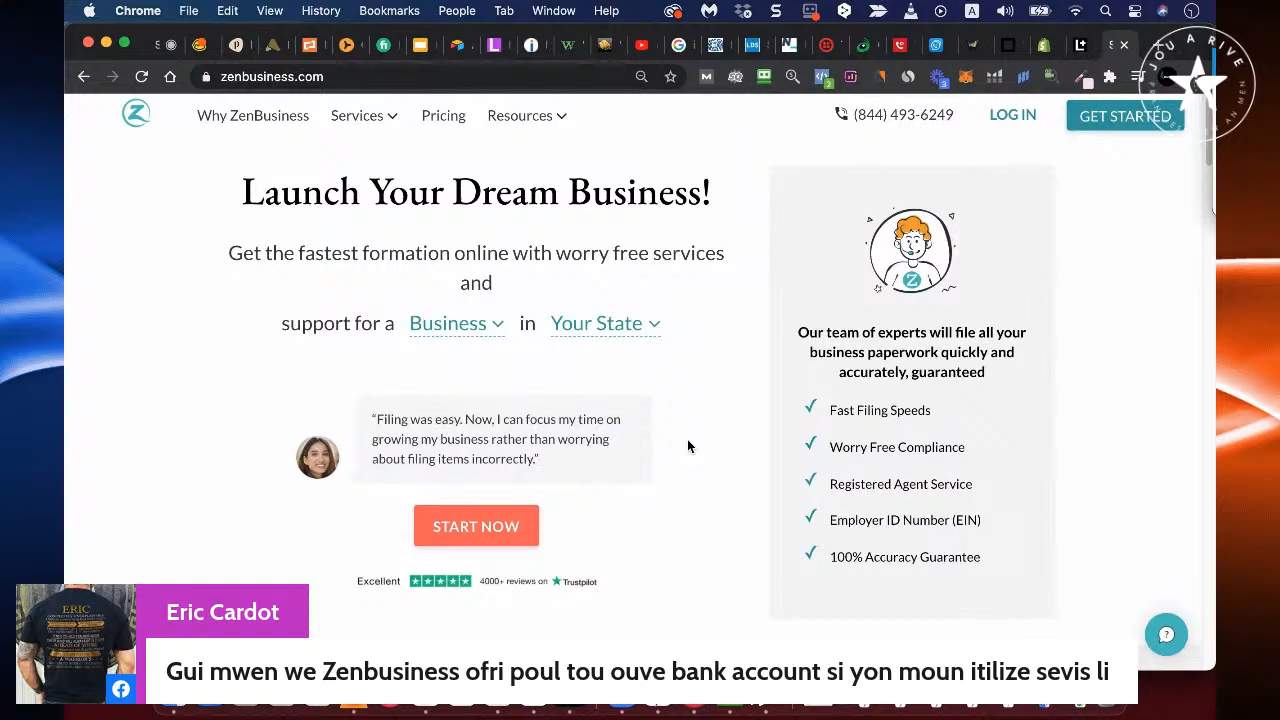 Chrome File Edit View History Bookmarks People Tab Window Help
zenbusiness.com
Why ZenBusiness Services Pricing Resources (844) 493-6249 LOG IN GET STARTED
Launch Your Dream Business!
Get the fastest formation online with worry free services
and
support for a Business in Your State
“Filing was easy. Now, I can focus my time on
growing my business rather than worrying
about filing items incorrectly.”
START NOW
Excellent 4000+ reviews on Trustpilot
Our team of experts will file all your
business paperwork quickly and
accurately, guaranteed
Fast Filing Speeds
Worry Free Compliance
Registered Agent Service
Employer ID Number (EIN)
100% Accuracy Guarantee
JOU A RIVE
ERIC
Eric Cardot
Gui mwen we Zenbusiness ofri poul tou ouve bank account si yon moun itilize sevis li